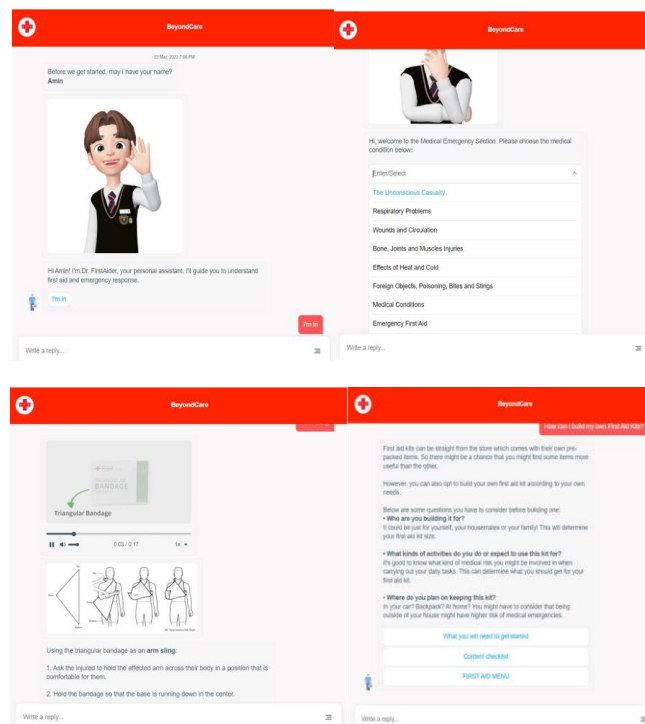 BeyondCare
22 May, 2023 7:58 PM
Before we get started, may I have your name?
Amin
Hi Amin! I'm Dr. FirstAider, your personal assistant. I'll guide you to understand
first aid and emergency response.
I'm in
I'm in
Write a reply...
BeyondCare
Hi, welcome to the Medical Emergency Section. Please choose the medical
condition below:
Enter/Select
The Unconscious Casualty
Respiratory Problems
Wounds and Circulation
Bone, Joints and Muscles Injuries
Effects of Heat and Cold
Foreign Objects, Poisoning, Bites and Stings
Medical Conditions
Emergency First Aid
Write a reply...
BeyondCare
TRIANGULAR
BANDAGE
Triangular Bandage
0:03 / 0:17
1x
Using the triangular bandage as an arm sling:
1. Ask the injured to hold the affected arm across their body in a position that is
comfortable for them.
2. Hold the bandage so that the base is running down in the center.
Write a reply...
BeyondCare
How can I build my own First Aid Kits?
First aid kits can be straight from the store which comes with their own pre-
packed items. So there might be a chance that you might find some items more
useful than the other.
However, you can also opt to build your own first aid kit according to your own
needs.
Below are some questions you have to consider before building one:
• Who are you building it for?
It could be just for yourself, your housemates or your family! This will determine
your first aid kit size.
• What kinds of activities do you do or expect to use this kit for?
It's good to know what kind of medical risk you might be involved in when
carrying out your daily tasks. This can determine what you should get for your
first aid kit.
• Where do you plan on keeping this kit?
In your car? Backpack? At home? You might have to consider that being
outside of your house might have higher risk of medical emergencies.
What you will need to get started
Content checklist
FIRST AID MENU
Write a reply...